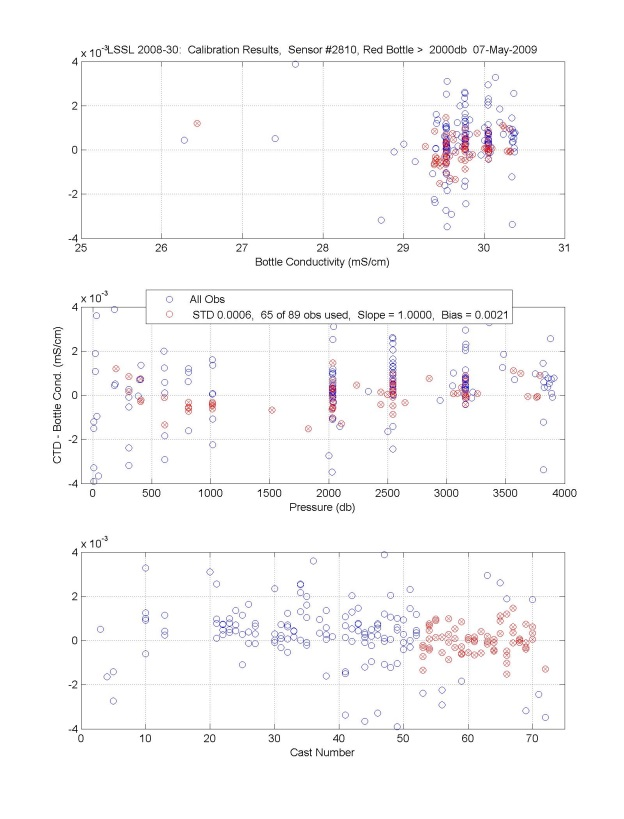 x 10-3 LSSL 2008-30: Calibration Results, Sensor #2810, Red Bottle > 2000db 07-May-2009
4
2
0
-2
-4
25 26 27 28 29 30 31
Bottle Conductivity (mS/cm)
x 10-3
All Obs
STD 0.0006, 65 of 89 obs used, Slope = 1.0000, Bias = 0.0021
CTD - Bottle Cond. (mS/cm)
4
2
0
-2
-4
0 500 1000 1500 2000 2500 3000 3500 4000
Pressure (db)
x 10-3
4
2
0
-2
-4
0 10 20 30 40 50 60 70
Cast Number